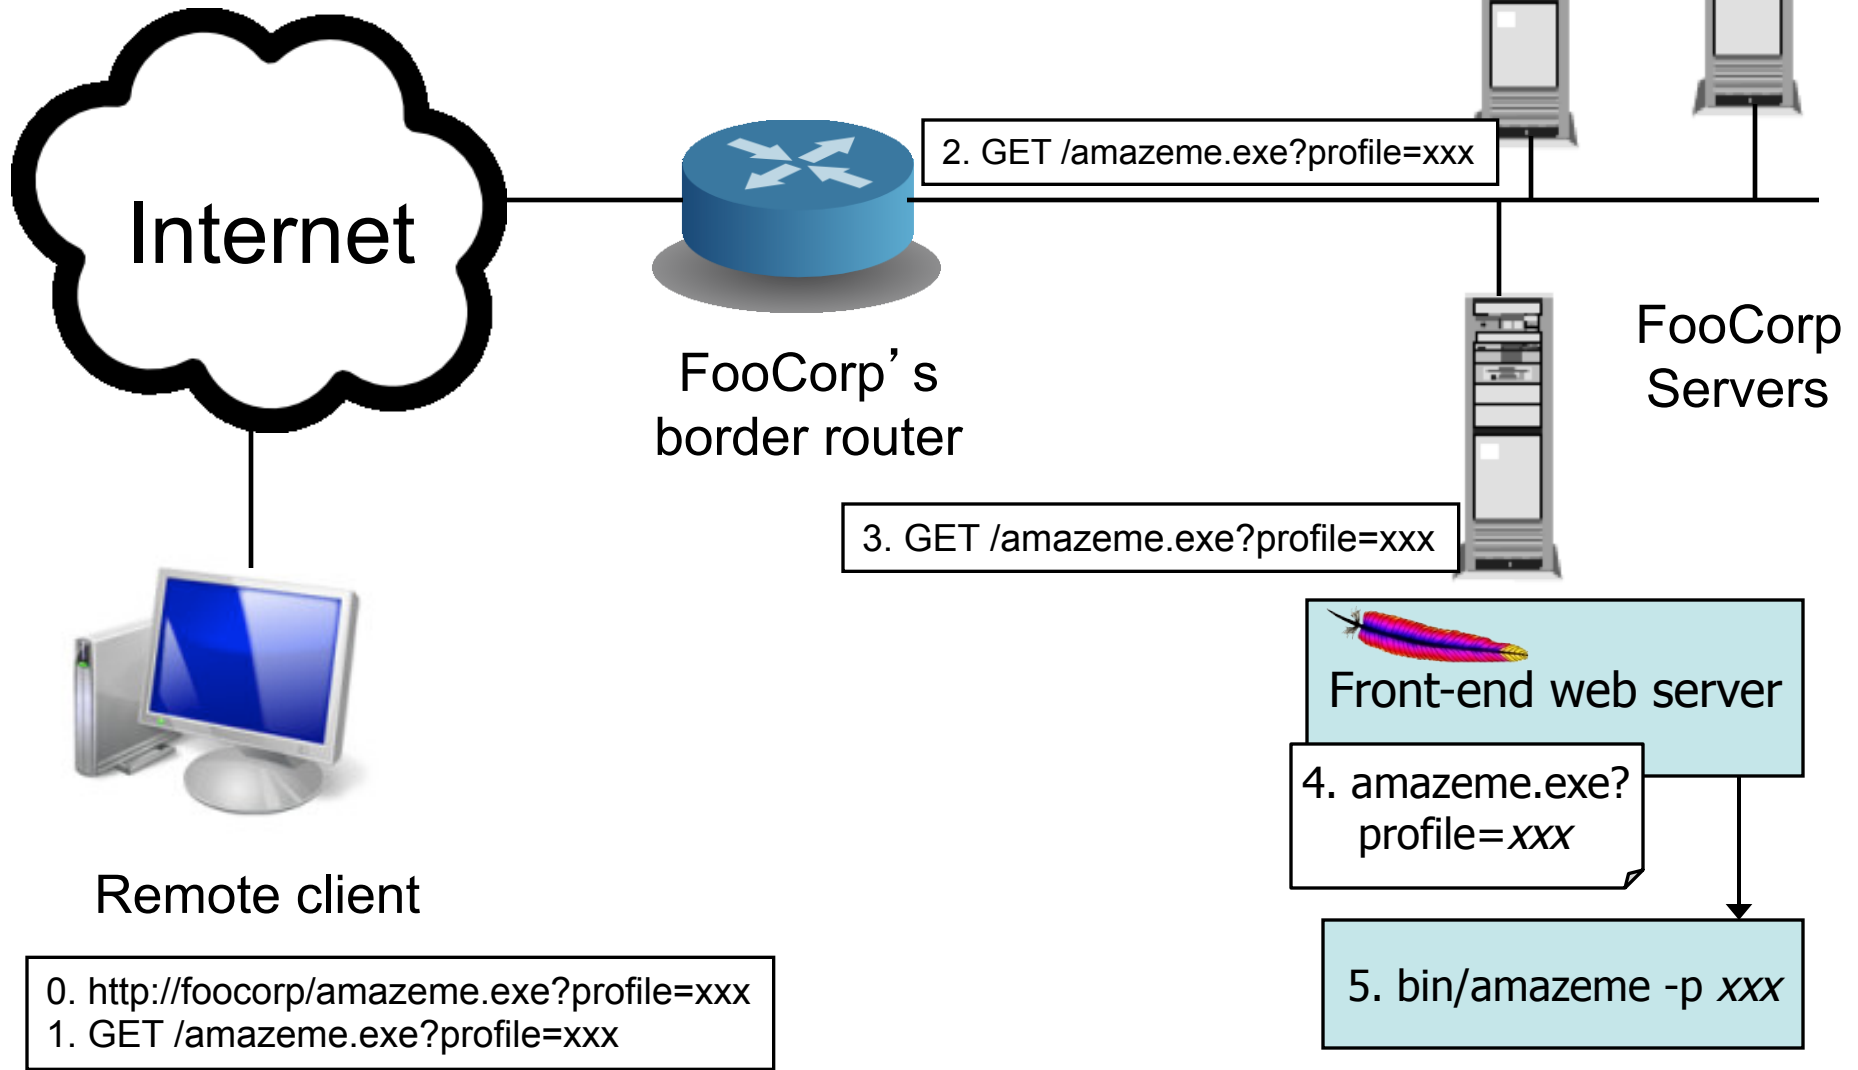 2. GET /amazeme.exe?profile=xxx
Internet
FooCorp’s
border router
FooCorp
Servers
3. GET /amazeme.exe?profile=xxx
Front-end web server
4. amazeme.exe?
profile=xxx
Remote client
5. bin/amazeme -p xxx
0. http://foocorp/amazeme.exe?profile=xxx
1. GET /amazeme.exe?profile=xxx